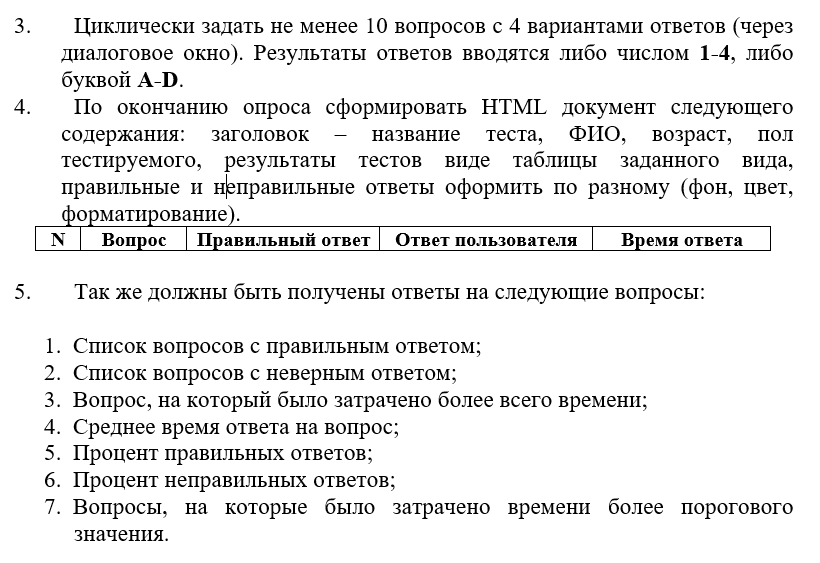 3. Циклически задать не менее 10 вопросов с 4 вариантами ответов (через
диалоговое окно). Результаты ответов вводятся либо числом 1-4, либо
буквой A-D.
4. По окончанию опроса сформировать HTML документ следующего
содержания: заголовок – название теста, ФИО, возраст, пол
тестируемого, результаты тестов виде таблицы заданного вида,
правильные и неправильные ответы оформить по разному (фон, цвет,
форматирование).
N Вопрос Правильный ответ Ответ пользователя Время ответа
5. Так же должны быть получены ответы на следующие вопросы:
1. Список вопросов с правильным ответом;
2. Список вопросов с неверным ответом;
3. Вопрос, на который было затрачено более всего времени;
4. Среднее время ответа на вопрос;
5. Процент правильных ответов;
6. Процент неправильных ответов;
7. Вопросы, на которые было затрачено времени более порогового
значения.